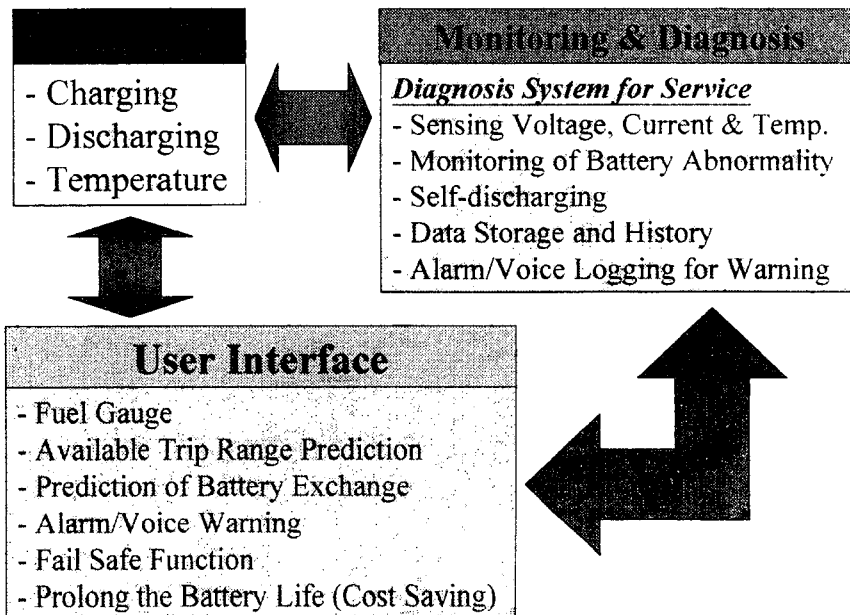 - Charging
- Discharging
- Temperature
Monitoring & Diagnosis
Diagnosis System for Service
- Sensing Voltage, Current & Temp.
- Monitoring of Battery Abnormality
- Self-discharging
- Data Storage and History
- Alarm/Voice Logging for Warning
User Interface
- Fuel Gauge
- Available Trip Range Prediction
- Prediction of Battery Exchange
- Alarm/Voice Warning
- Fail Safe Function
- Prolong the Battery Life (Cost Saving)